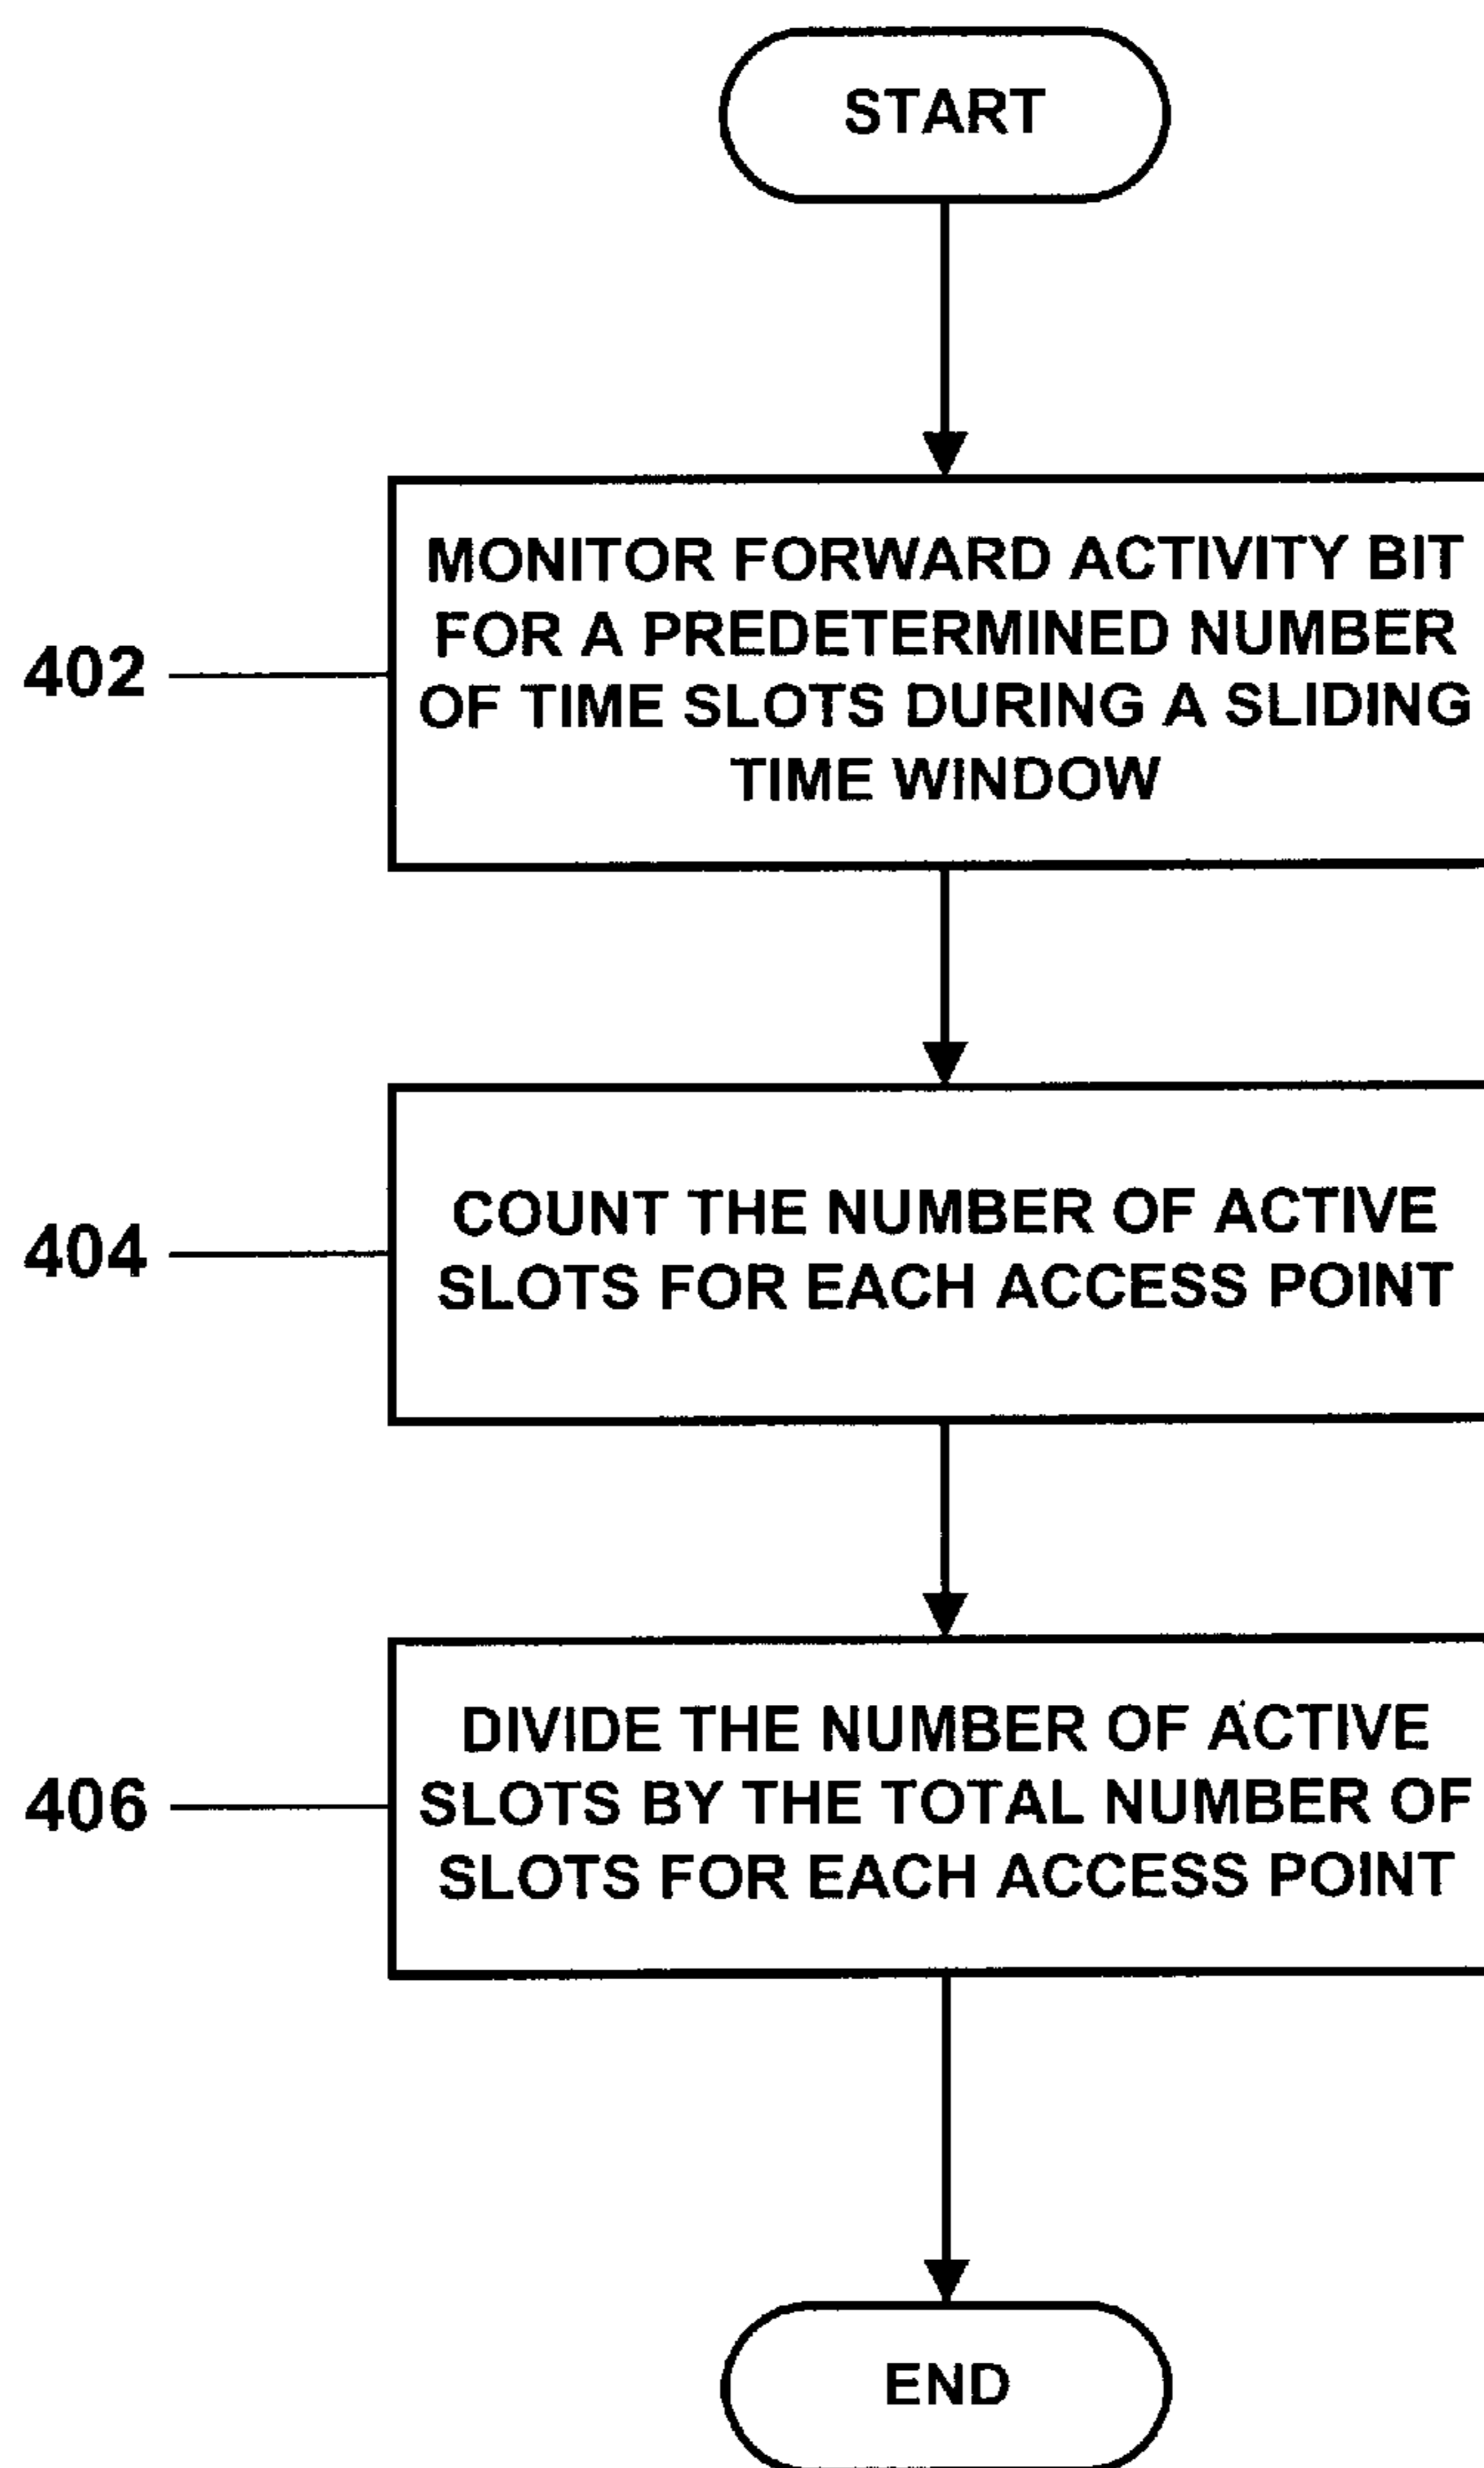 START
MONITOR FORWARD ACTIVITY BIT
FOR A PREDETERMINED NUMBER
OF TIME SLOTS DURING A SLIDING
TIME WINDOW
402
COUNT THE NUMBER OF ACTIVE
SLOTS FOR EACH ACCESS POINT
404
DIVIDE THE NUMBER OF ACTIVE
SLOTS BY THE TOTAL NUMBER OF
SLOTS FOR EACH ACCESS POINT
406
END